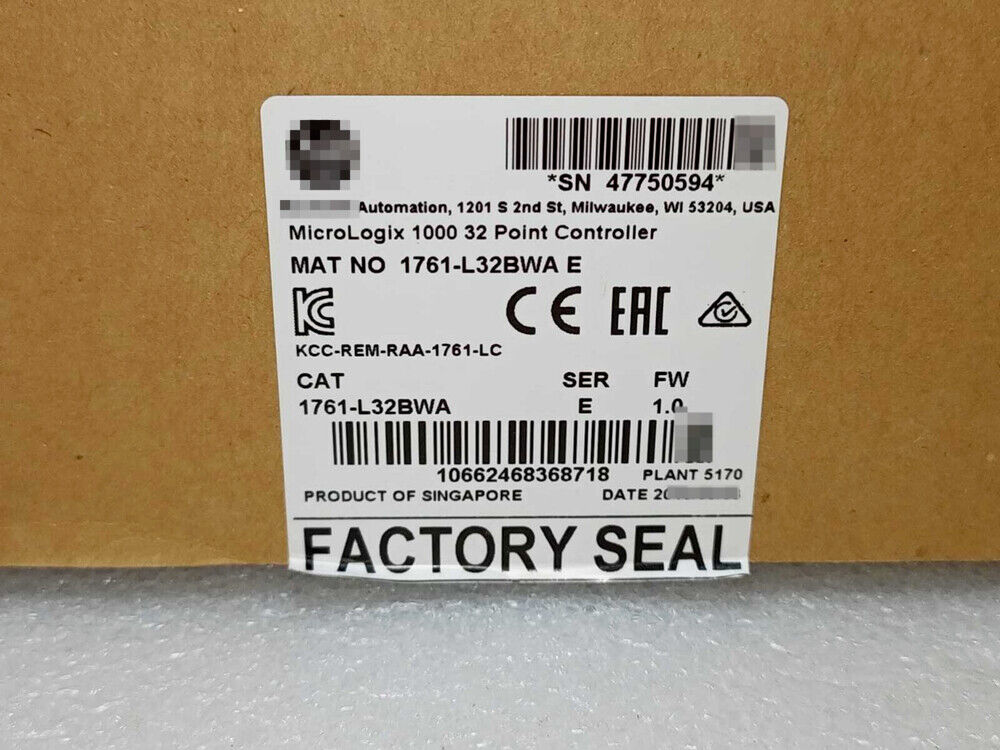 *SN 47750594*
Automation, 1201 S 2nd St, Milwaukee, WI 53204, USA
MicroLogix 1000 32 Point Controller
MAT NO 1761-L32BWA E
KC CE EAC
KCC-REM-RAA-1761-LC
CAT SER FW
1761-L32BWA E 1.0
10662468368718 PLANT 5170
PRODUCT OF SINGAPORE DATE
FACTORY SEAL